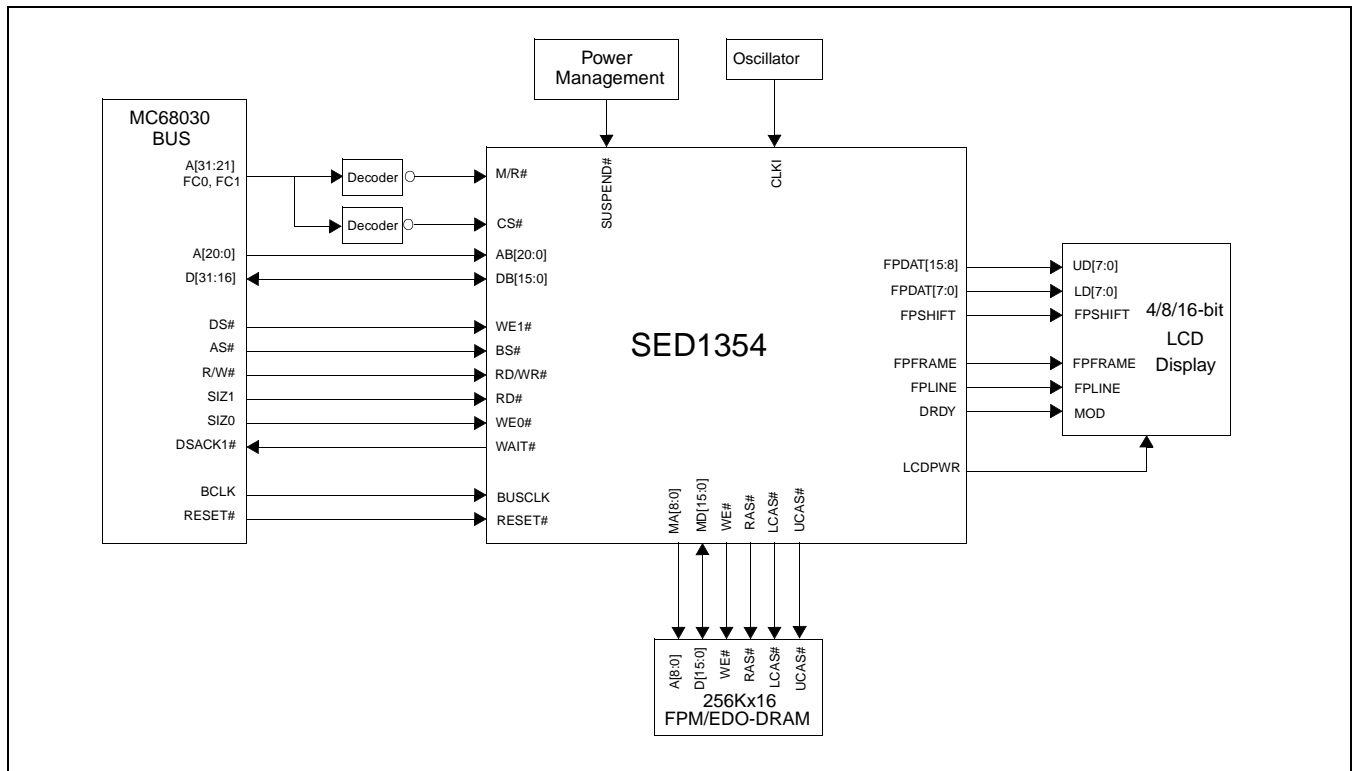 Power
Management
Oscillator
MC68030
BUS
A[31:21]
FC0, FC1
Decoder
M/R#
SUSPEND#
CLKI
Decoder
CS#
A[20:0]
AB[20:0]
D[31:16]
DB[15:0]
DS#
WE1#
AS#
BS#
R/W#
RD/WR#
SIZ1
RD#
SIZ0
WE0#
DSACK1#
WAIT#
BCLK
BUSCLK
RESET#
RESET#
SED1354
FPDAT[15:8]
UD[7:0]
FPDAT[7:0]
LD[7:0]
FPSHIFT
FPSHIFT
4/8/16-bit
LCD
Display
FPFRAME
FPFRAME
FPLINE
FPLINE
DRDY
MOD
LCDPWR
MA[8:0]
MD[15:0]
WE#
RAS#
LCAS#
UCAS#
A[8:0]
D[15:0]
WE#
RAS#
LCAS#
UCAS#
256Kx16
FPM/EDO-DRAM